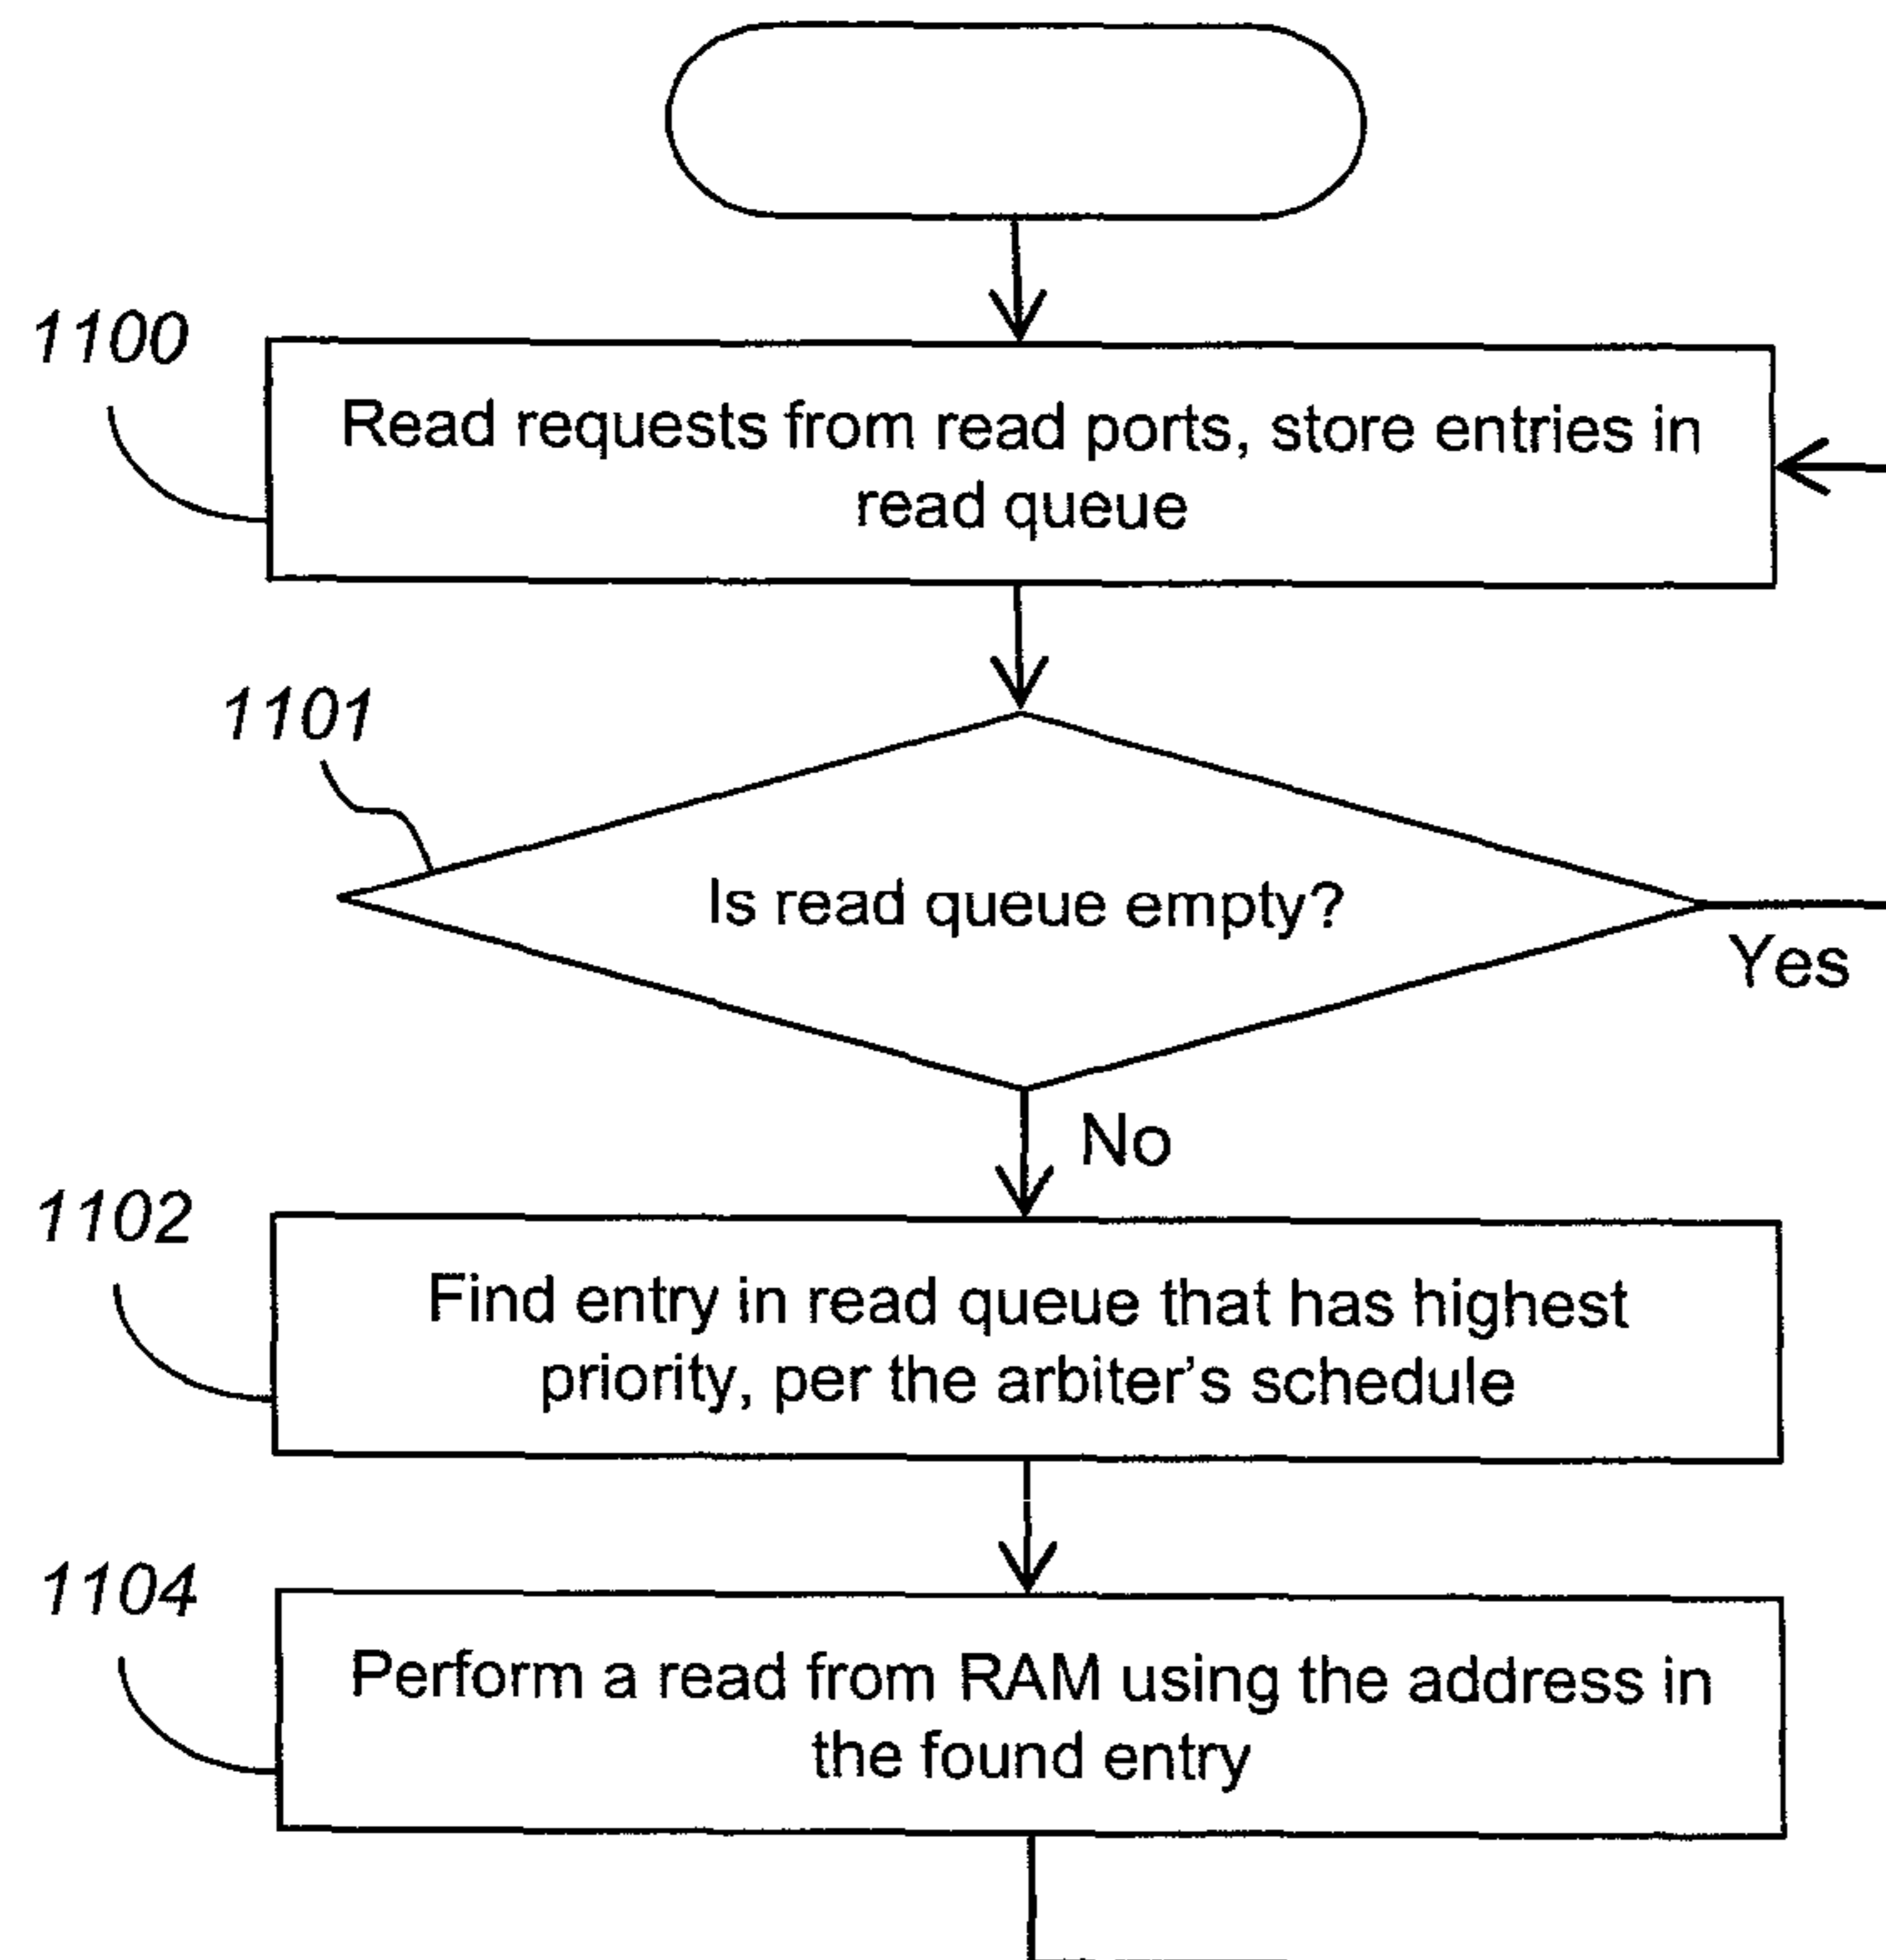 1100
Read requests from read ports, store entries in
read queue
1101
Is read queue empty?
Yes
No
1102
Find entry in read queue that has highest
priority, per the arbiter's schedule
1104
Perform a read from RAM using the address in
the found entry